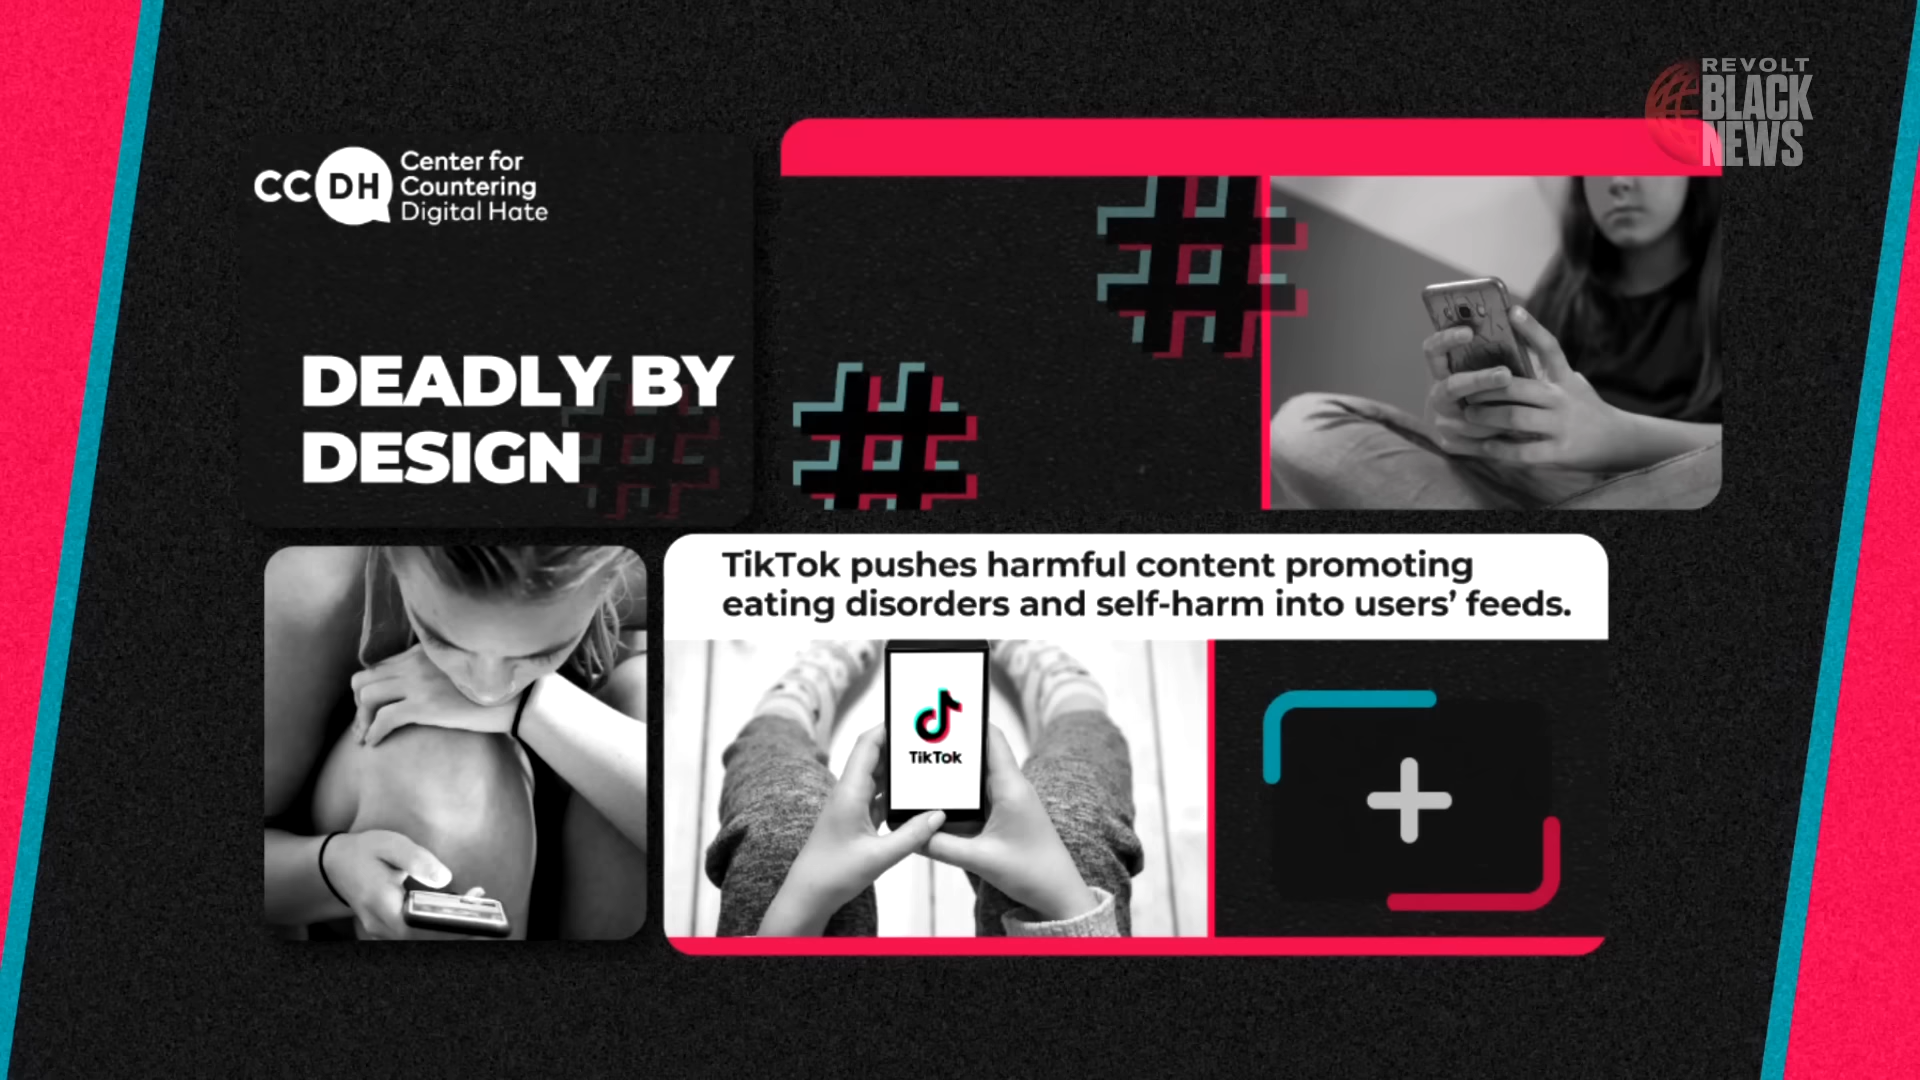 REVOLT
BLACK
NEWS
CC DH Center for
Countering
Digital Hate
DEADLY BY
DESIGN
TikTok pushes harmful content promoting
eating disorders and self-harm into users’ feeds.
TikTok